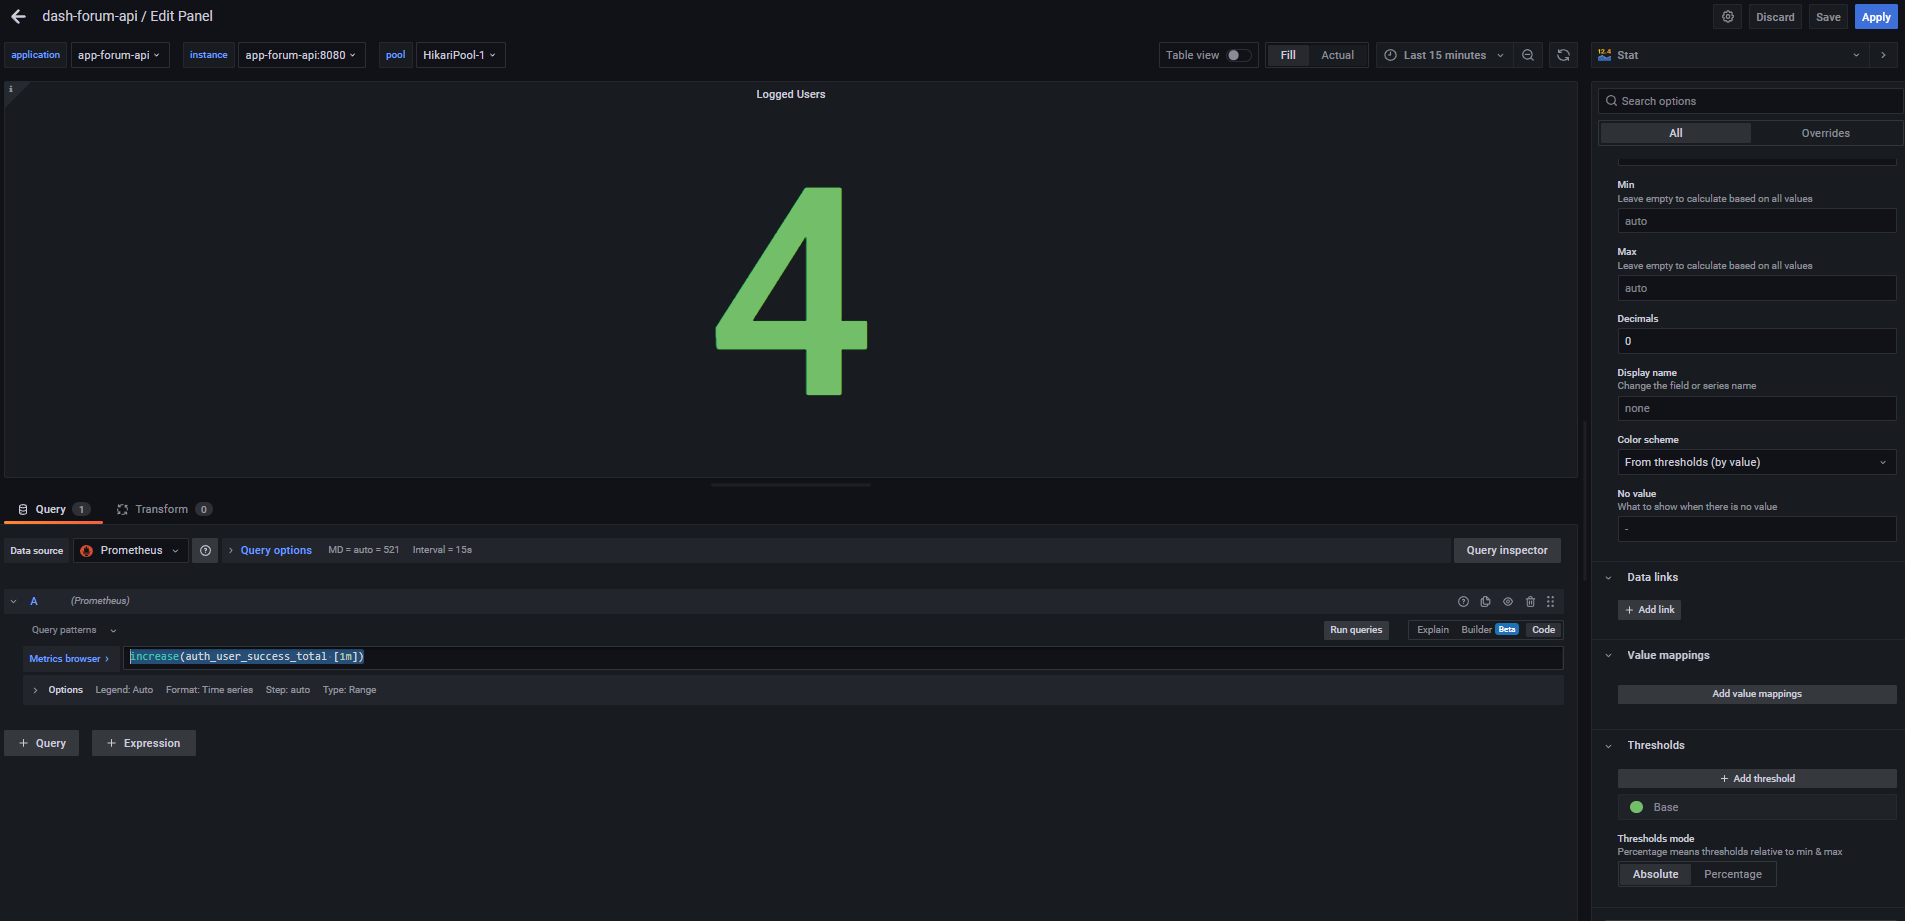 dash-forum-api / Edit Panel
Discard
Save
Apply
application
app-forum-api
instance
app-forum-api:8080
pool
HikariPool-1
Table view
Fill
Actual
Last 15 minutes
12.4
Stat
i
Logged Users
4
Search options
All
Overrides
Min
Leave empty to calculate based on all values
auto
Max
Leave empty to calculate based on all values
auto
Decimals
0
Display name
Change the field or series name
none
Color scheme
From thresholds (by value)
No value
What to show when there is no value
-
Data links
+ Add link
Value mappings
Add value mappings
Thresholds
+ Add threshold
Base
Thresholds mode
Percentage means thresholds relative to min & max
Absolute
Percentage
Query 1
Transform 0
Data source
Prometheus
Query options
MD = auto = 521
Interval = 15s
Query inspector
A
(Prometheus)
Query patterns
Run queries
Explain
Builder Beta
Code
Metrics browser >
increase(auth_user_success_total [1m])
Options
Legend: Auto
Format: Time series
Step: auto
Type: Range
+ Query
+ Expression